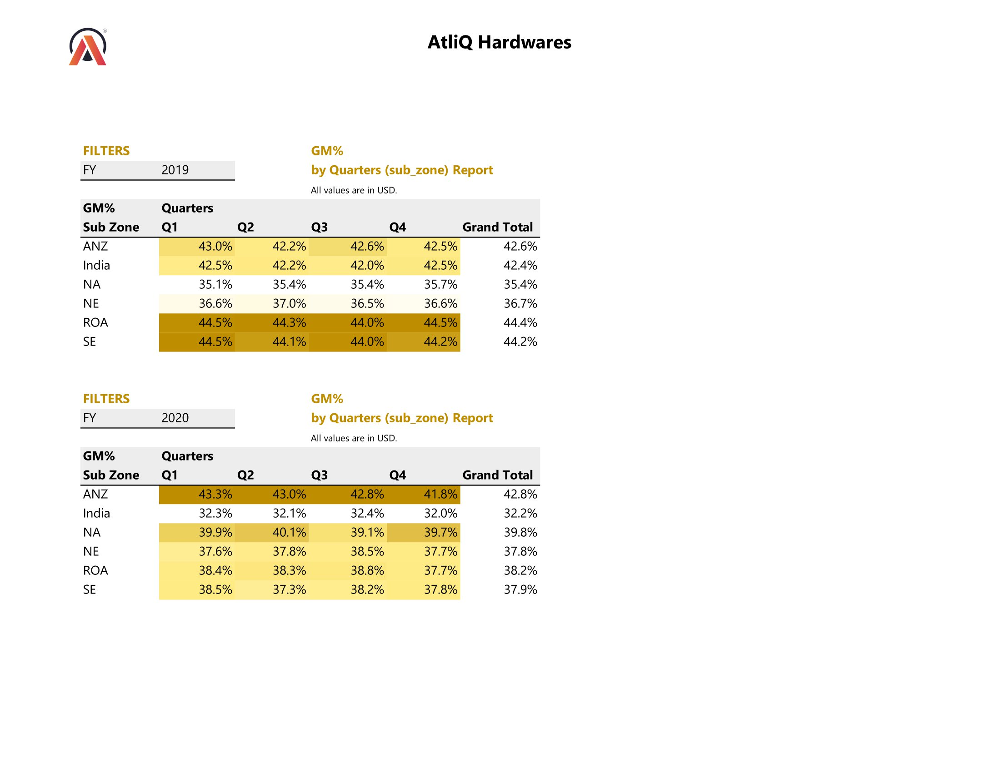 ®
AtliQ Hardwares
FILTERS GM%
FY 2019 by Quarters (sub_zone) Report
All values are in USD.
GM% Quarters
Sub Zone Q1 Q2 Q3 Q4 Grand Total
ANZ 43.0% 42.2% 42.6% 42.5% 42.6%
India 42.5% 42.2% 42.0% 42.5% 42.4%
NA 35.1% 35.4% 35.4% 35.7% 35.4%
NE 36.6% 37.0% 36.5% 36.6% 36.7%
ROA 44.5% 44.3% 44.0% 44.5% 44.4%
SE 44.5% 44.1% 44.0% 44.2% 44.2%
FILTERS GM%
FY 2020 by Quarters (sub_zone) Report
All values are in USD.
GM% Quarters
Sub Zone Q1 Q2 Q3 Q4 Grand Total
ANZ 43.3% 43.0% 42.8% 41.8% 42.8%
India 32.3% 32.1% 32.4% 32.0% 32.2%
NA 39.9% 40.1% 39.1% 39.7% 39.8%
NE 37.6% 37.8% 38.5% 37.7% 37.8%
ROA 38.4% 38.3% 38.8% 37.7% 38.2%
SE 38.5% 37.3% 38.2% 37.8% 37.9%